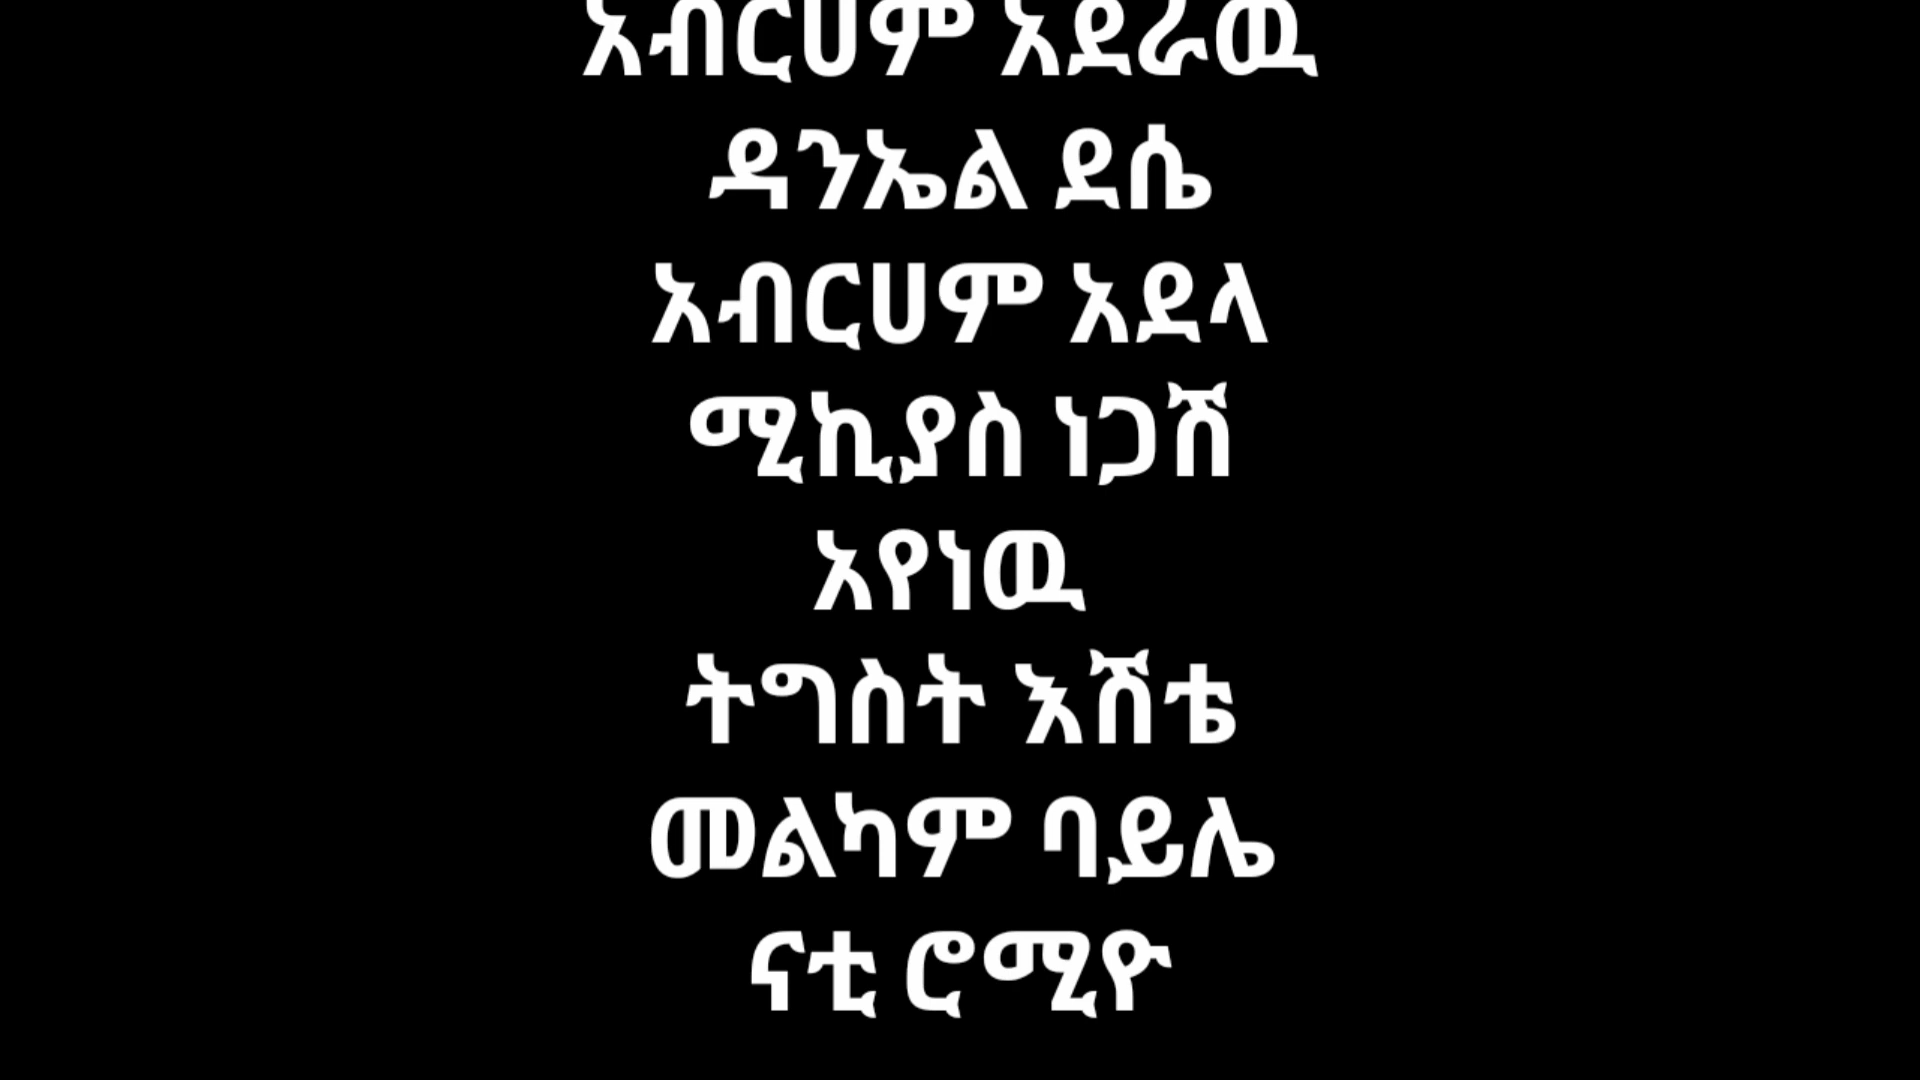 አብርሀም አደራዉ
ዳንኤል ደሴ
አብርሀም አደላ
ሚኪያስ ነጋሽ
አየነዉ
ትግስት እሸቴ
መልካም ባይሌ
ናቲ ሮሚዮ